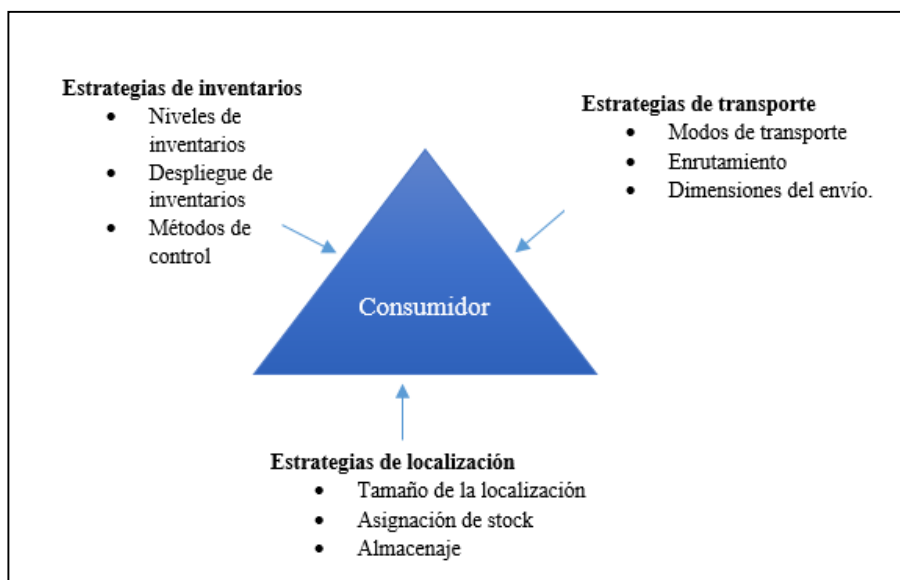 Estrategias de inventarios
• Niveles de
inventarios
• Despliegue de
inventarios
• Métodos de
control
Estrategias de transporte
• Modos de transporte
• Enrutamiento
• Dimensiones del envío.
Consumidor
Estrategias de localización
• Tamaño de la localización
• Asignación de stock
• Almacenaje